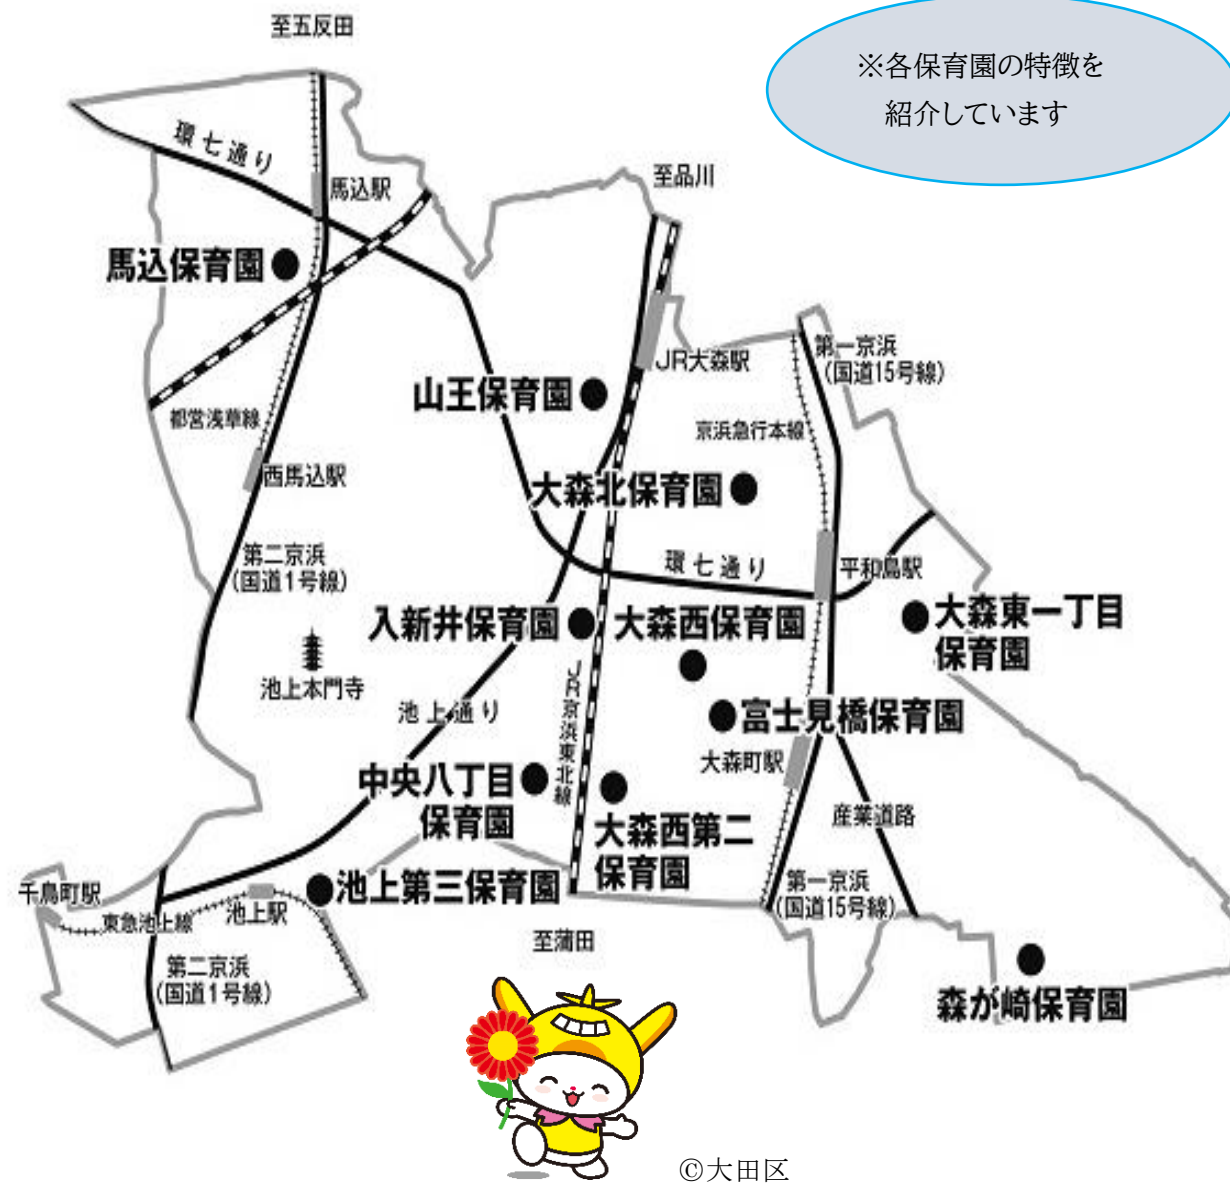 至五反田
※各保育園の特徴を
紹介しています
環七通り
馬込駅
至品川
馬込保育園
JR大森駅
第一京浜
(国道15号線)
山王保育園
都営浅草線
京浜急行本線
西馬込駅
大森北保育園
第二京浜
(国道1号線)
環七通り
平和島駅
入新井保育園
大森西保育園
大森東一丁目
保育園
池上本門寺
池上通り
JR京浜東北線
富士見橋保育園
大森町駅
中央八丁目
保育園
産業道路
大森西第二
保育園
千鳥町駅
池上第三保育園
第一京浜
(国道15号線)
東急池上線
池上駅
至蒲田
第二京浜
(国道1号線)
森が崎保育園
©大田区